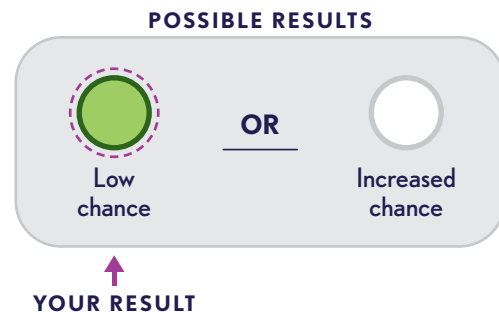 POSSIBLE RESULTS
Low
chance
OR
Increased
chance
YOUR RESULT